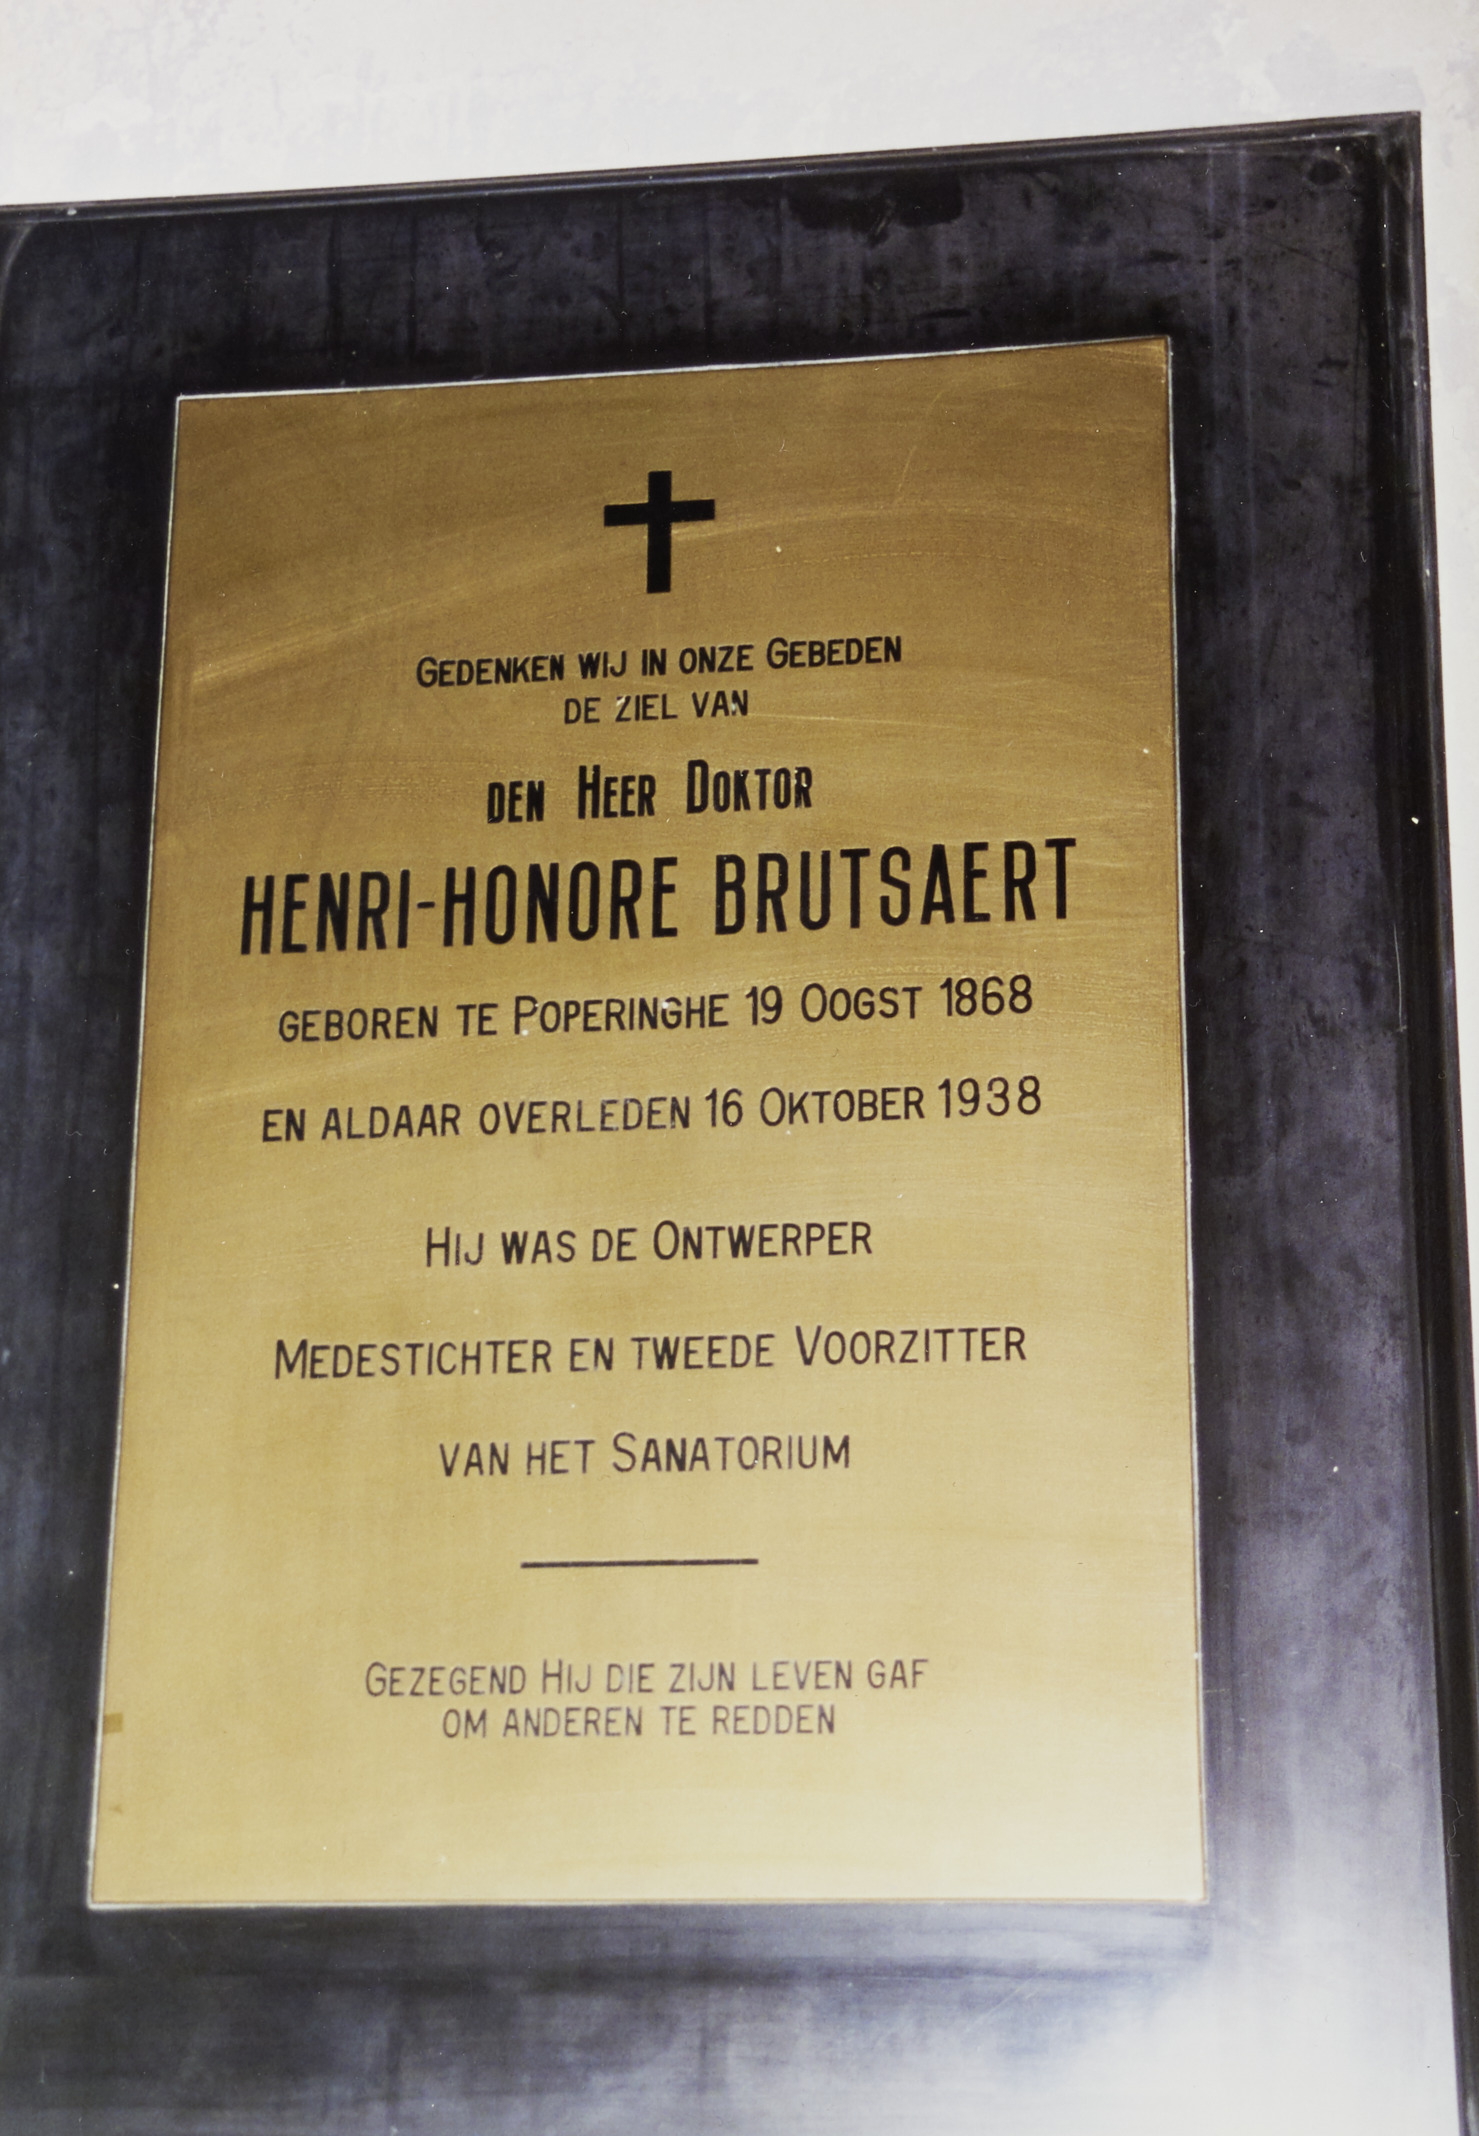 GEDENKEN WIJ IN ONZE GEBEDEN
DE ZIEL VAN
DEN HEER DOKTOR
HENRI-HONORE BRUTSAERT
GEBOREN TE POPERINGHE 19 OOGST 1868
EN ALDAAR OVERLEDEN 16 OKTOBER 1938
HIJ WAS DE ONTWERPER
MEDESTICHTER EN TWEEDE VOORZITTER
VAN HET SANATORIUM
GEZEGEND HIJ DIE ZIJN LEVEN GAF
OM ANDEREN TE REDDEN